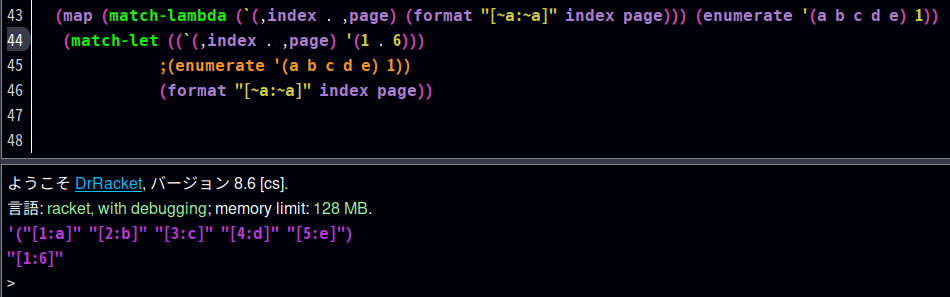 43 (map (match-lambda (`(,index . ,page) (format "[~a:~a]" index page))) (enumerate '(a b c d e) 1))
44 (match-let ((`(,index . ,page) '(1 . 6)))
45 ;(enumerate '(a b c d e) 1))
46 (format "[~a:~a]" index page))
47
48
ようこそ DrRacket, バージョン 8.6 [cs].
言語: racket, with debugging; memory limit: 128 MB.
'("[1:a]" "[2:b]" "[3:c]" "[4:d]" "[5:e]")
"[1:6]"
>